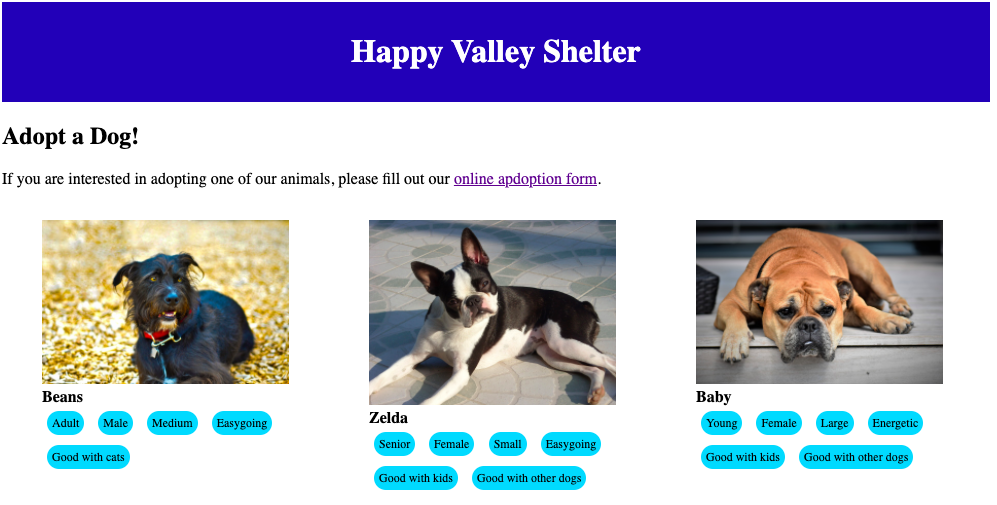 Happy Valley Shelter
Adopt a Dog!
If you are interested in adopting one of our animals, please fill out our online apdoption form.
Beans
Adult Male Medium Easygoing
Good with cats
Zelda
Senior Female Small Easygoing
Good with kids Good with other dogs
Baby
Young Female Large Energetic
Good with kids Good with other dogs